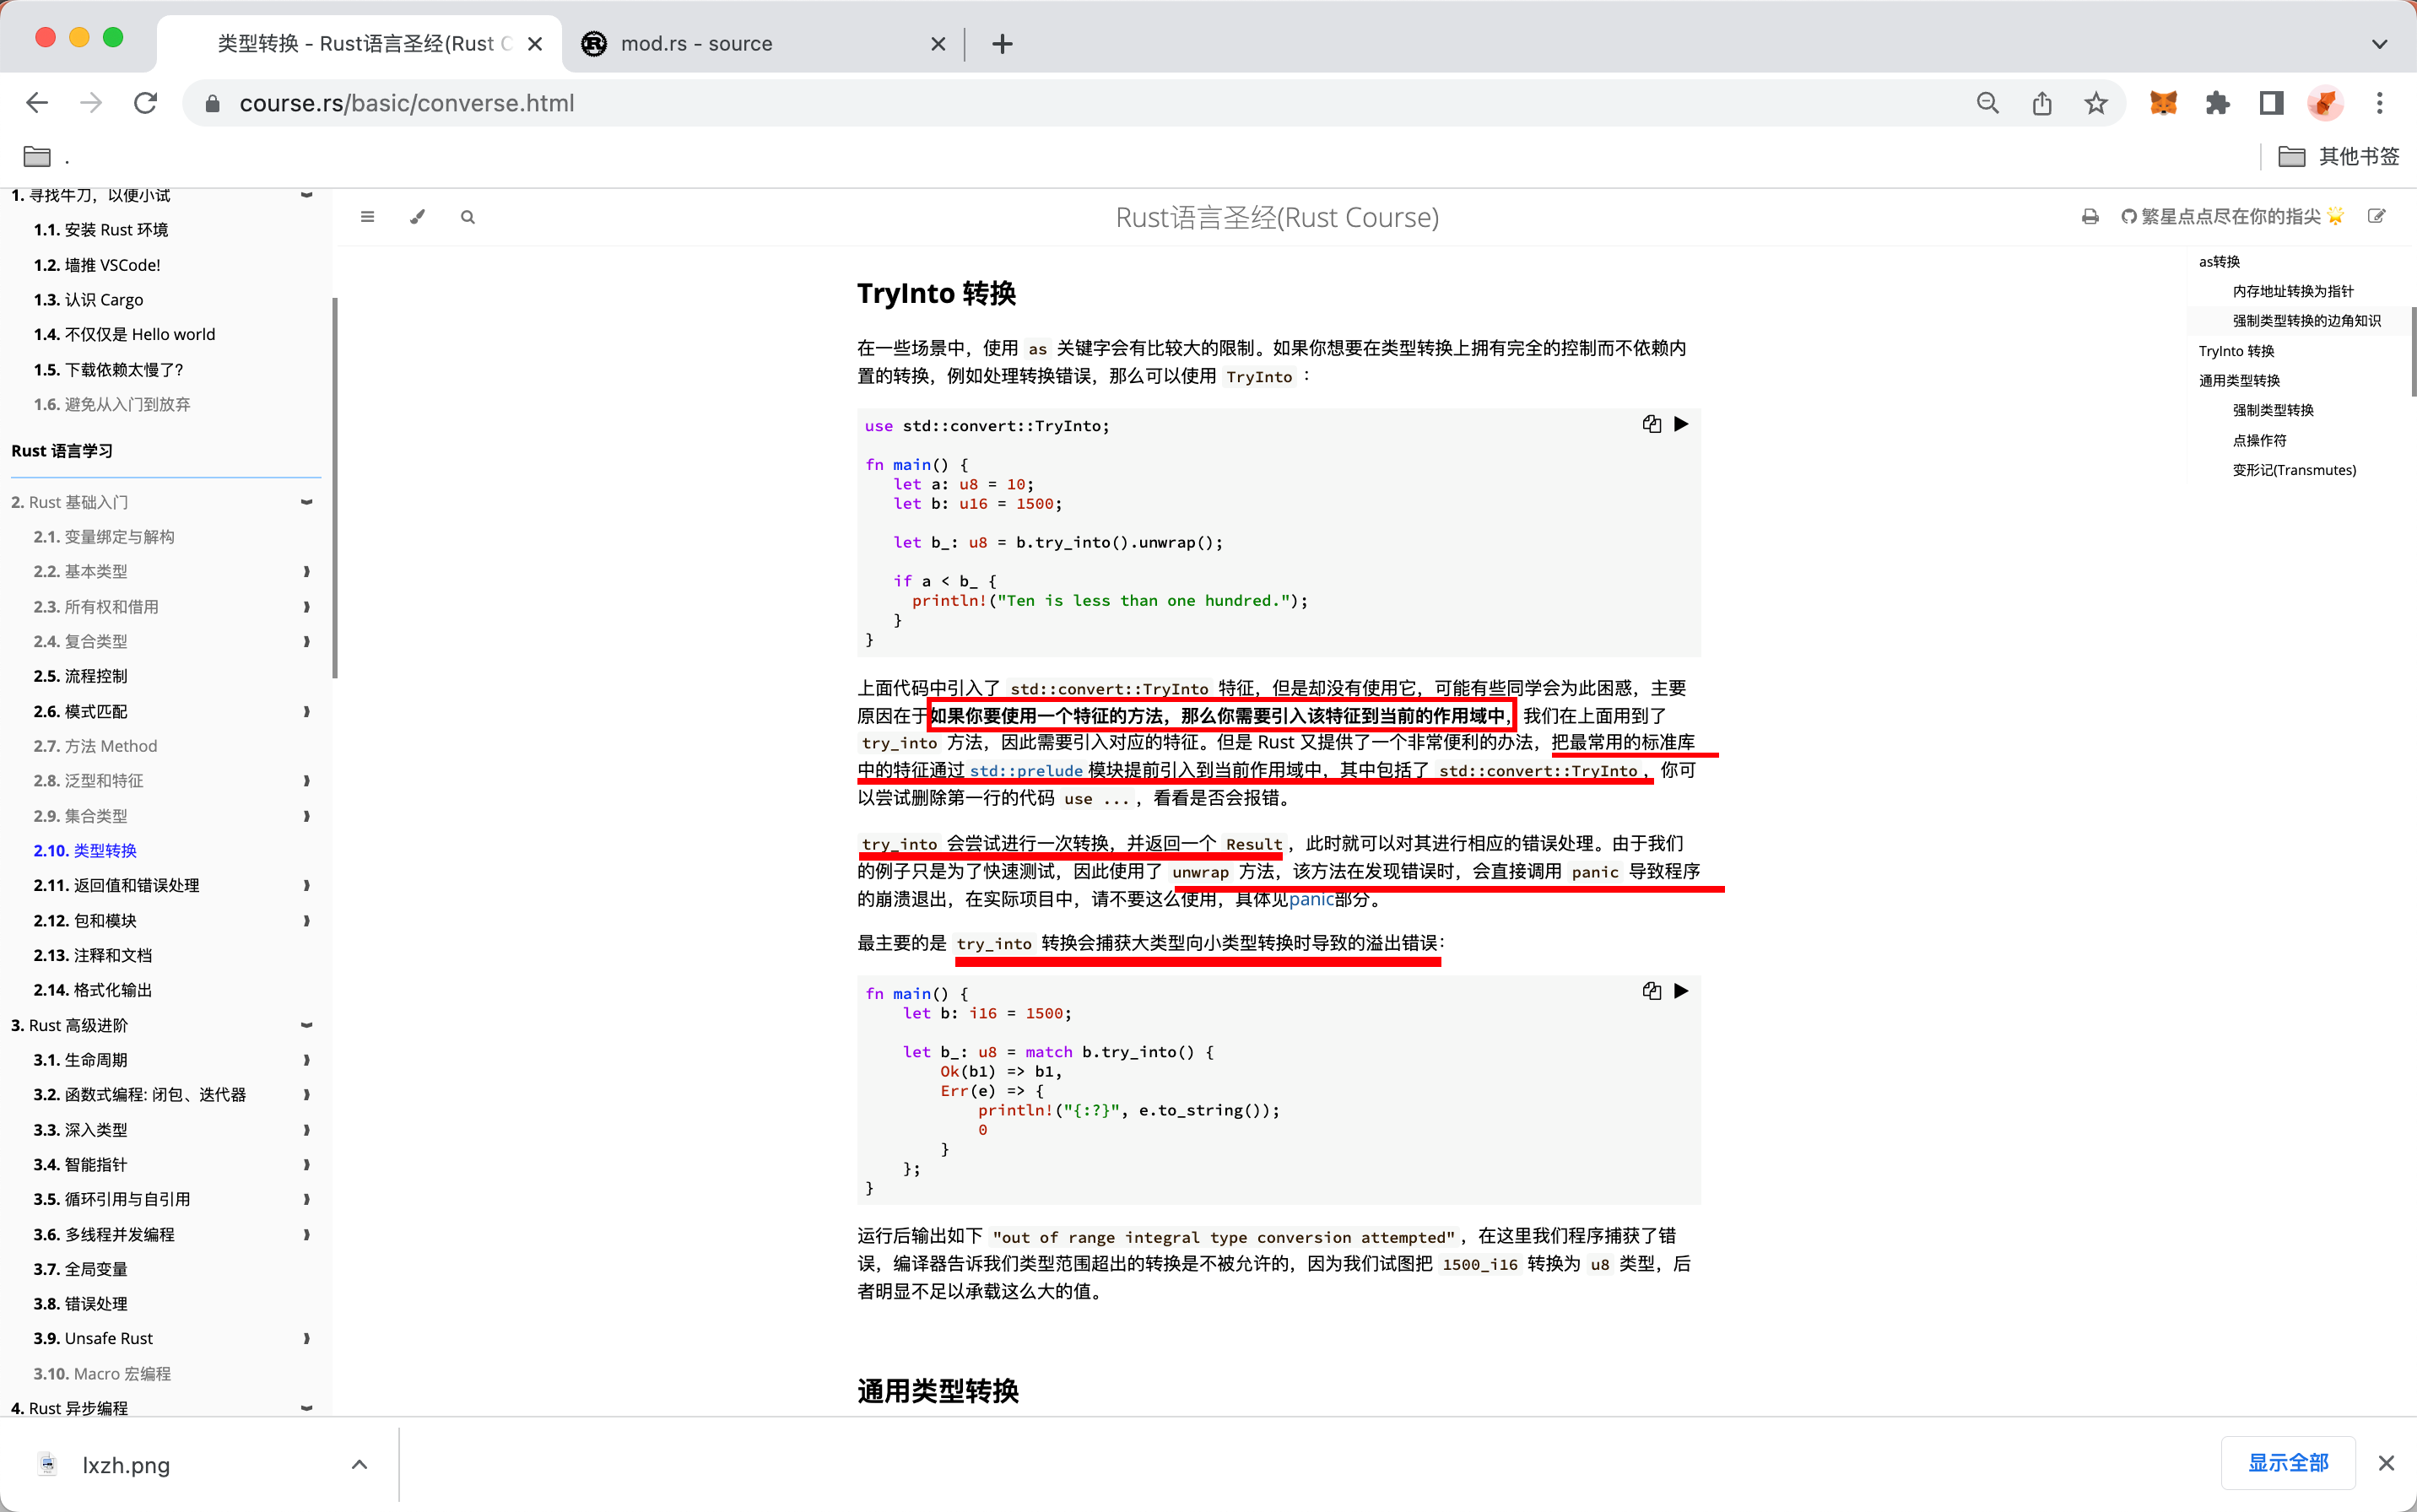 类型转换 - Rust语言圣经(Rust C
mod.rs - source
course.rs/basic/converse.html
.
其他书签
1. 寻找牛刀，以便小试
1.1. 安装 Rust 环境
1.2. 墙推 VSCode!
1.3. 认识 Cargo
1.4. 不仅仅是 Hello world
1.5. 下载依赖太慢了?
1.6. 避免从入门到放弃
Rust 语言学习
2. Rust 基础入门
2.1. 变量绑定与解构
2.2. 基本类型
2.3. 所有权和借用
2.4. 复合类型
2.5. 流程控制
2.6. 模式匹配
2.7. 方法 Method
2.8. 泛型和特征
2.9. 集合类型
2.10. 类型转换
2.11. 返回值和错误处理
2.12. 包和模块
2.13. 注释和文档
2.14. 格式化输出
3. Rust 高级进阶
3.1. 生命周期
3.2. 函数式编程: 闭包、迭代器
3.3. 深入类型
3.4. 智能指针
3.5. 循环引用与自引用
3.6. 多线程并发编程
3.7. 全局变量
3.8. 错误处理
3.9. Unsafe Rust
3.10. Macro 宏编程
4. Rust 异步编程
Rust语言圣经(Rust Course)
繁星点点尽在你的指尖 🌟
TryInto 转换
在一些场景中，使用 as 关键字会有比较大的限制。如果你想要在类型转换上拥有完全的控制而不依赖内
置的转换，例如处理转换错误，那么可以使用 TryInto ：
use std::convert::TryInto;
fn main() {
let a: u8 = 10;
let b: u16 = 1500;
let b_: u8 = b.try_into().unwrap();
if a < b_ {
println!("Ten is less than one hundred.");
}
}
上面代码中引入了 std::convert::TryInto 特征，但是却没有使用它，可能有些同学会为此困惑，主要
原因在于如果你要使用一个特征的方法，那么你需要引入该特征到当前的作用域中，我们在上面用到了
try_into 方法，因此需要引入对应的特征。但是 Rust 又提供了一个非常便利的办法，把最常用的标准库
中的特征通过 std::prelude 模块提前引入到当前作用域中，其中包括了 std::convert::TryInto ，你可
以尝试删除第一行的代码 use ... ，看看是否会报错。
try_into 会尝试进行一次转换，并返回一个 Result ，此时就可以对其进行相应的错误处理。由于我们
的例子只是为了快速测试，因此使用了 unwrap 方法，该方法在发现错误时，会直接调用 panic 导致程序
的崩溃退出，在实际项目中，请不要这么使用，具体见panic部分。
最主要的是 try_into 转换会捕获大类型向小类型转换时导致的溢出错误：
fn main() {
let b: i16 = 1500;
let b_: u8 = match b.try_into() {
Ok(b1) => b1,
Err(e) => {
println!("{:?}", e.to_string());
0
}
};
}
运行后输出如下 "out of range integral type conversion attempted" ，在这里我们程序捕获了错
误，编译器告诉我们类型范围超出的转换是不被允许的，因为我们试图把 1500_i16 转换为 u8 类型，后
者明显不足以承载这么大的值。
通用类型转换
as转换
内存地址转换为指针
强制类型转换的边角知识
TryInto 转换
通用类型转换
强制类型转换
点操作符
变形记(Transmutes)
lxzh.png
显示全部